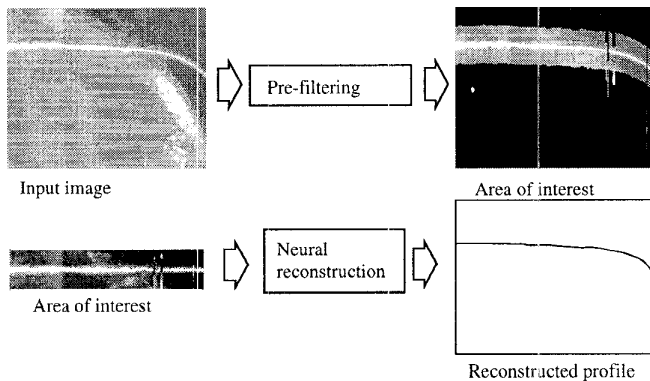 Pre-filtering
Input image
Area of interest
Neural
reconstruction
Area of interest
Reconstructed profile